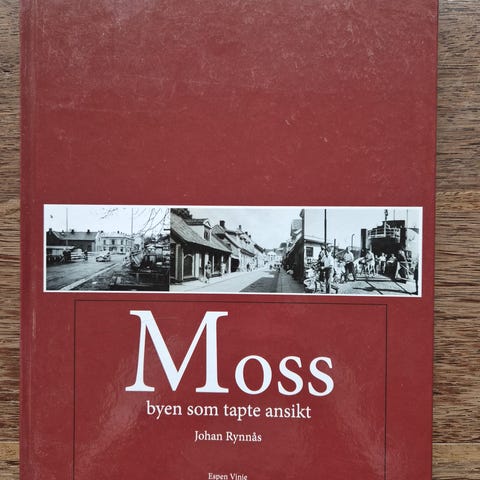 Moss
byen som tapte ansikt
Johan Rynnås
Espen Vinje